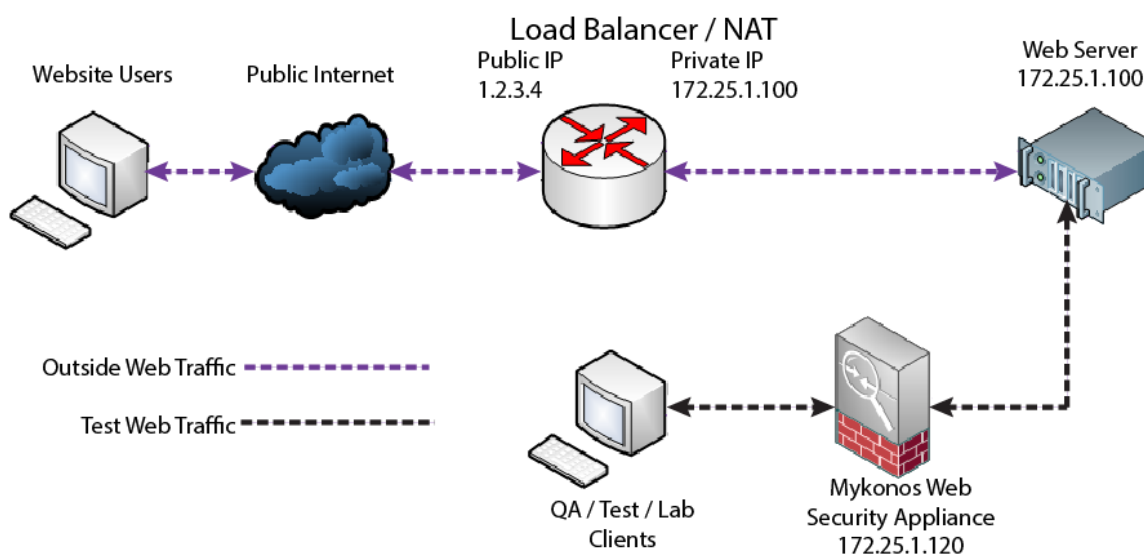 Load Balancer / NAT
Website Users
Public Internet
Public IP
1.2.3.4
Private IP
172.25.1.100
Web Server
172.25.1.100
Outside Web Traffic
Test Web Traffic
QA / Test / Lab
Clients
Mykonos Web
Security Appliance
172.25.1.120